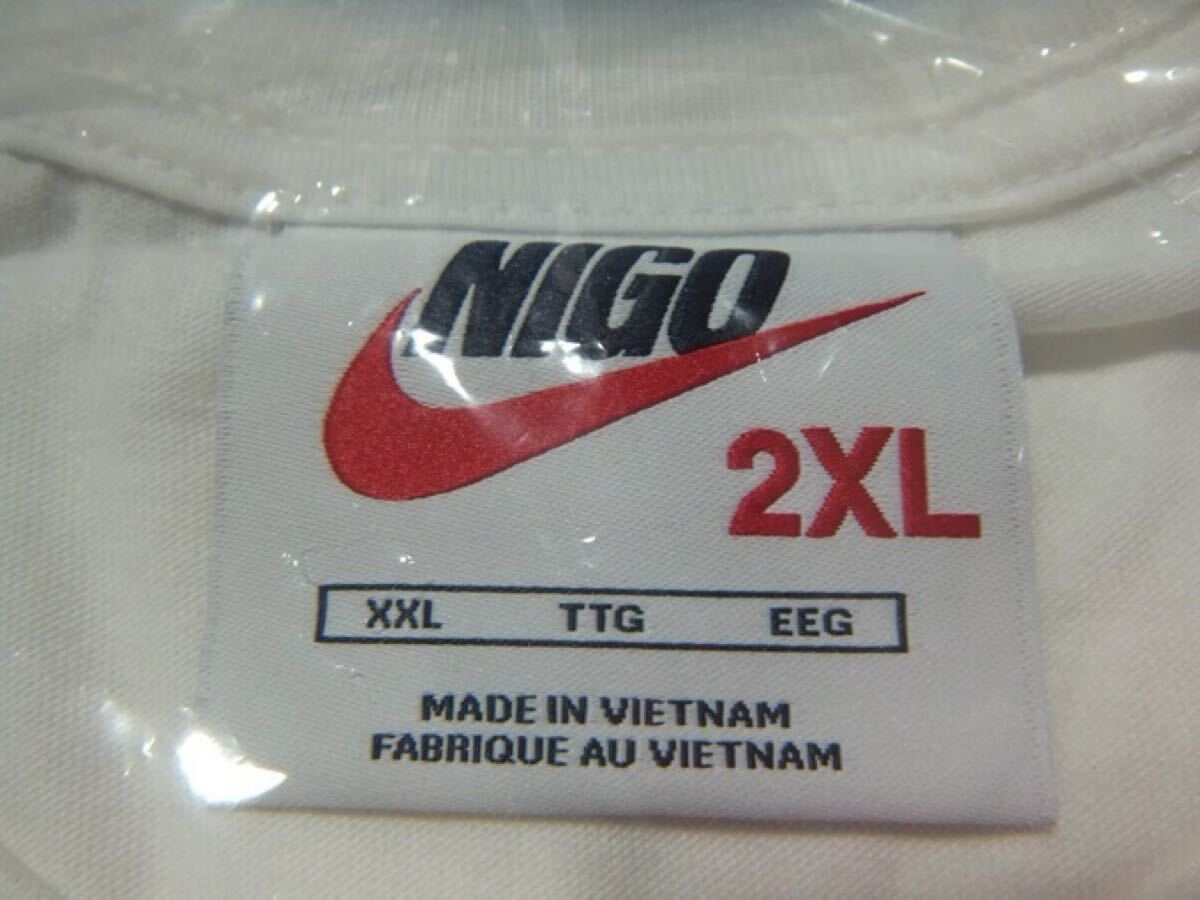 NIGO
2XL
XXL TTG EEG
MADE IN VIETNAM
FABRIQUE AU VIETNAM